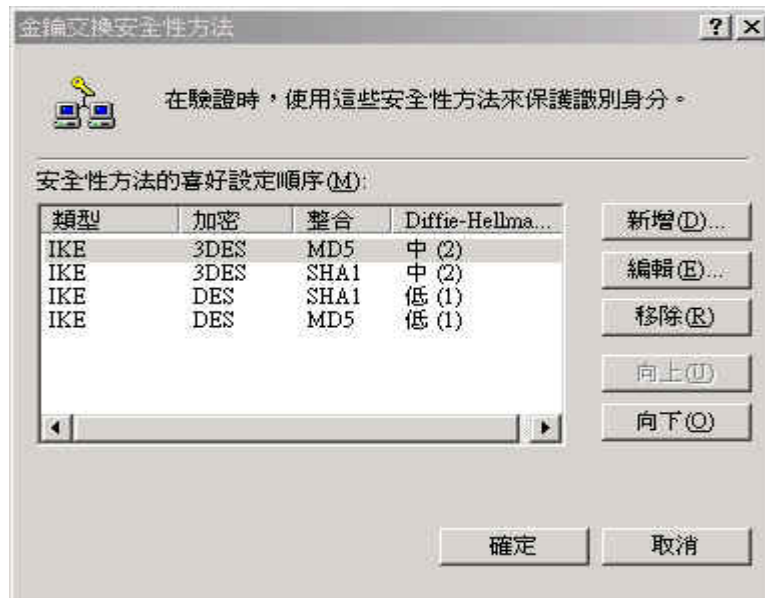 金鑰交換安全性方法
在驗證時，使用這些安全性方法來保護識別身分。
安全性方法的喜好設定順序(M):
類型 加密 整合 Diffie-Hellma...
IKE 3DES MD5 中 (2)
IKE 3DES SHA1 中 (2)
IKE DES SHA1 低 (1)
IKE DES MD5 低 (1)
新增(D)...
編輯(E)...
移除(R)
向上(U)
向下(O)
確定 取消